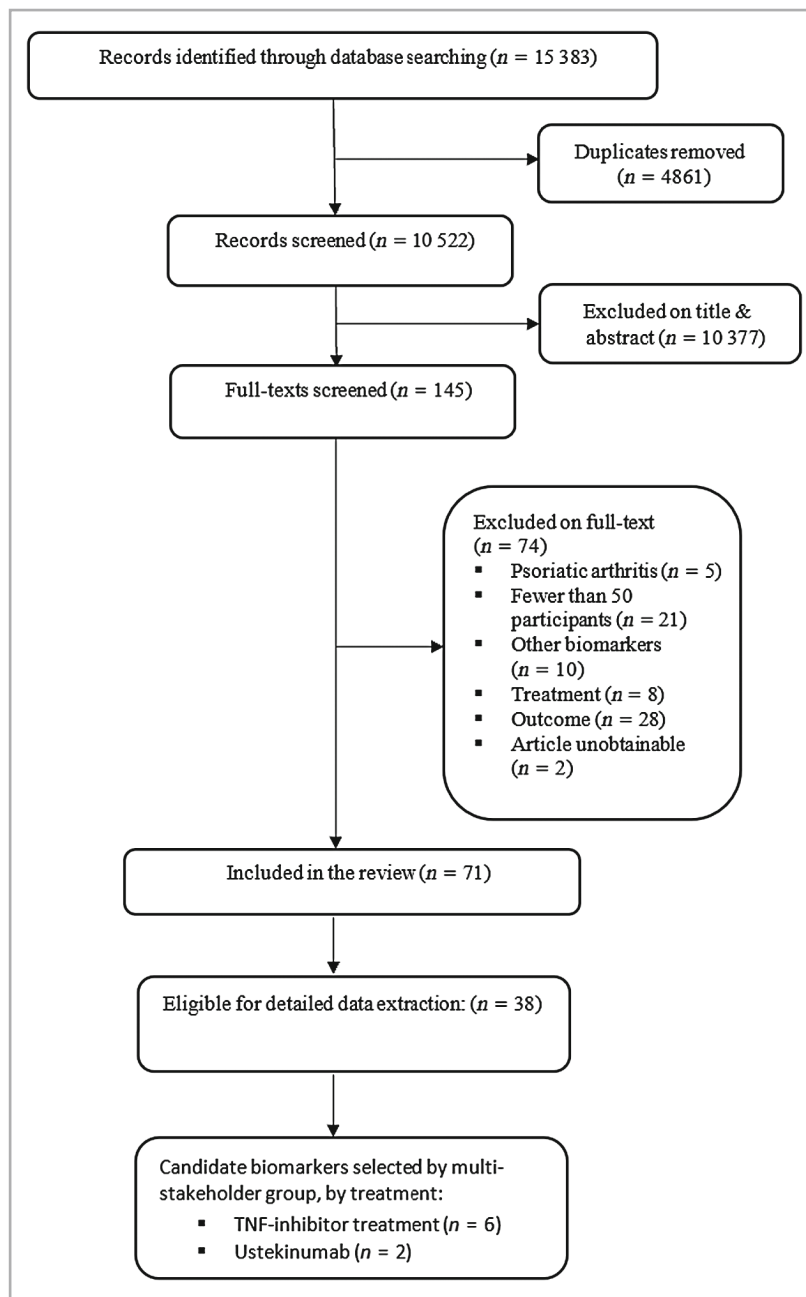 Records identified through database searching (n = 15 383)
Duplicates removed
(n = 4861)
Records screened (n = 10 522)
Excluded on title &
abstract (n = 10 377)
Full-texts screened (n = 145)
Excluded on full-text
(n = 74)
▪ Psoriatic arthritis (n = 5)
▪ Fewer than 50
participants (n = 21)
▪ Other biomarkers
(n = 10)
▪ Treatment (n = 8)
▪ Outcome (n = 28)
▪ Article unobtainable
(n = 2)
Included in the review (n = 71)
Eligible for detailed data extraction: (n = 38)
Candidate biomarkers selected by multi-
stakeholder group, by treatment:
▪ TNF-inhibitor treatment (n = 6)
▪ Ustekinumab (n = 2)